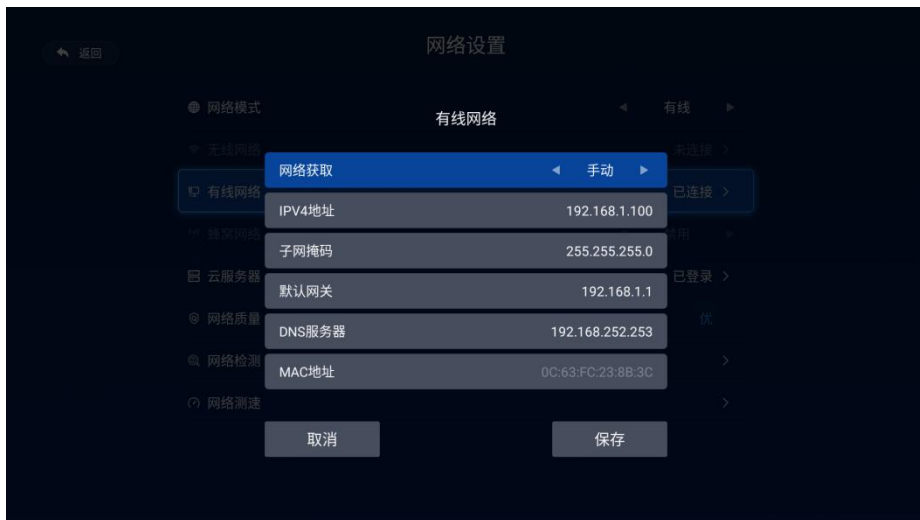 返回
网络设置
网络模式
有线
有线网络
无线网络
未连接
网络获取
手动
有线网络
已连接
IPV4地址
192.168.1.100
蜂窝网络
禁用
子网掩码
255.255.255.0
云服务器
已登录
默认网关
192.168.1.1
网络质量
优
DNS服务器
192.168.252.253
网络检测
MAC地址
0C:63:FC:23:8B:3C
网络测速
取消
保存